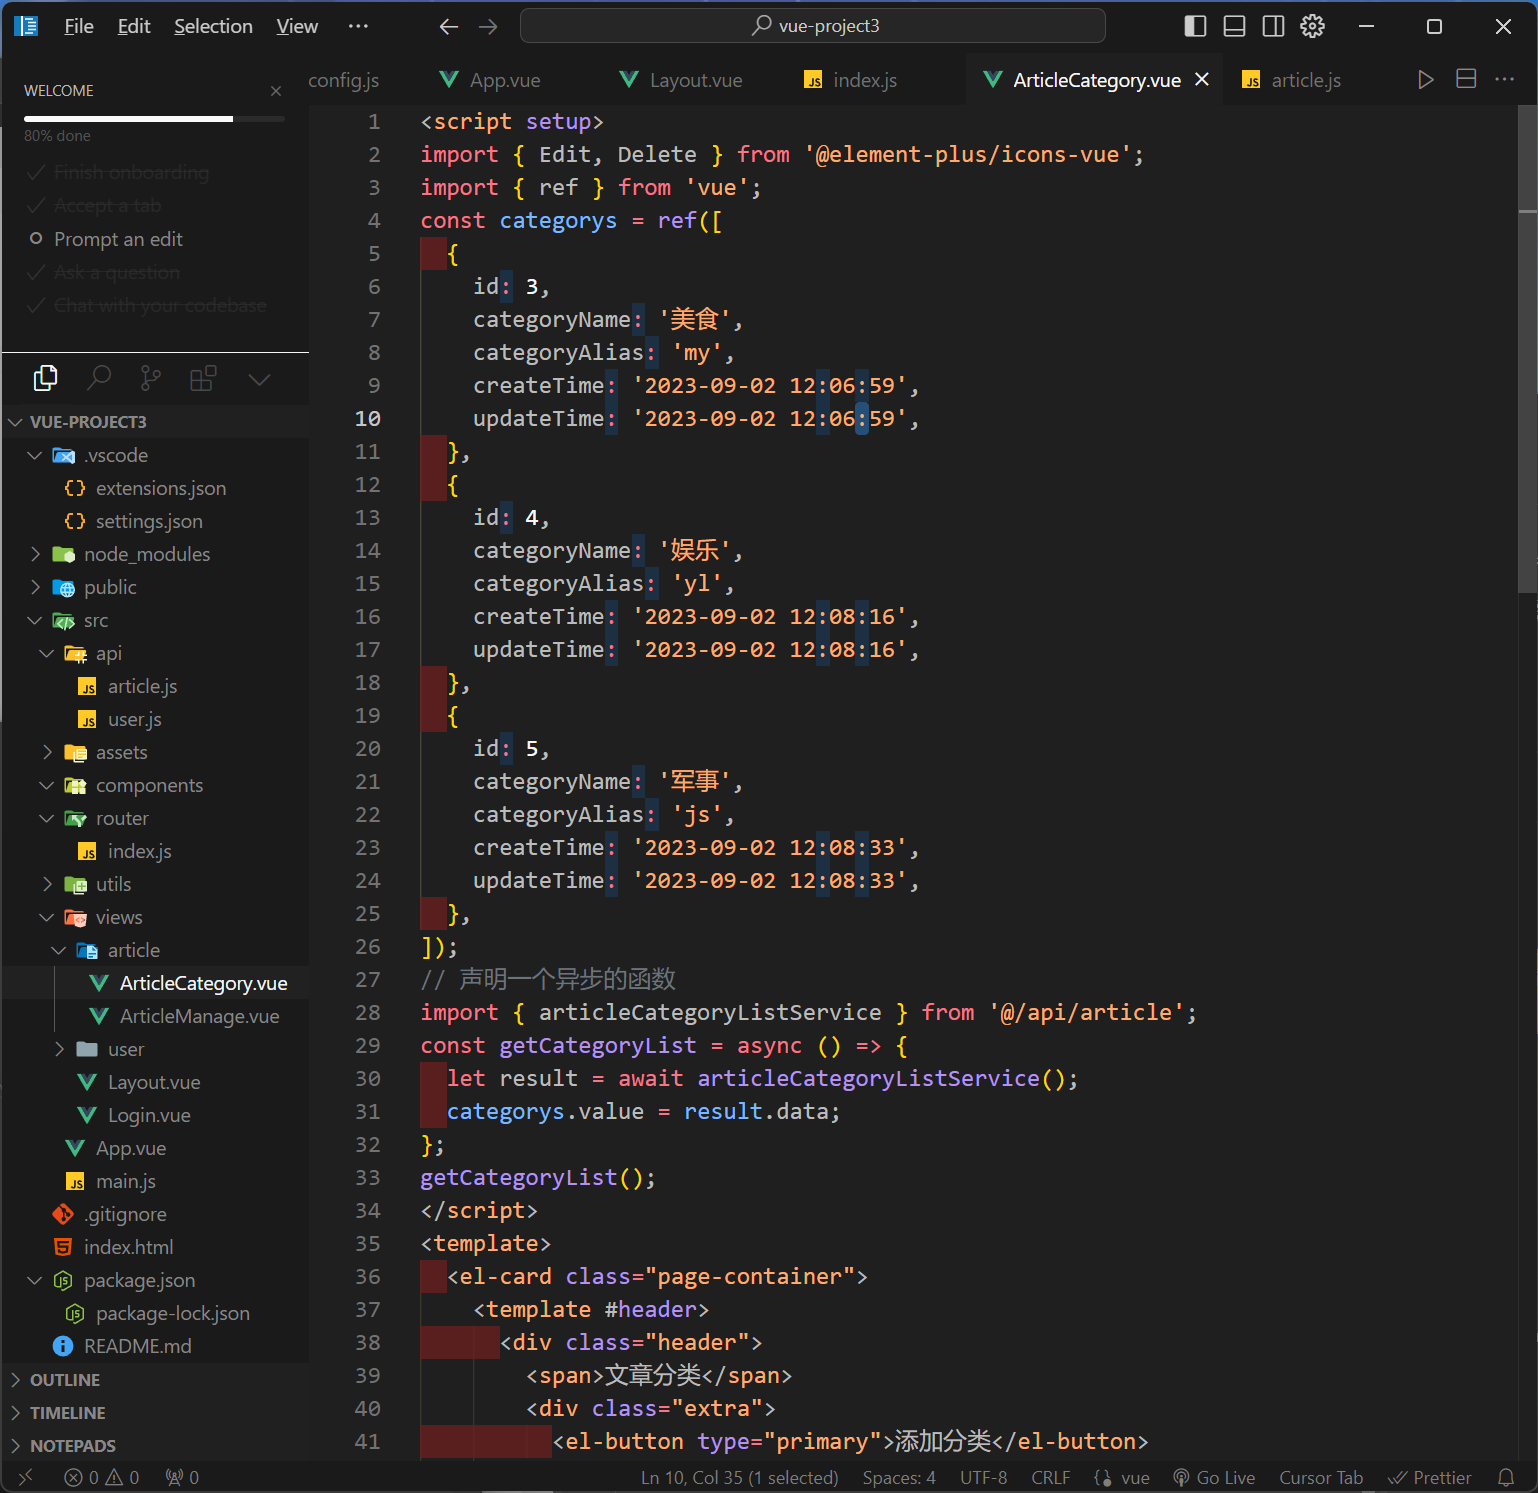 File Edit Selection View ··· vue-project3
WELCOME
80% done
Finish onboarding
Accept a tab
Prompt an edit
Ask a question
Chat with your codebase
config.js App.vue Layout.vue index.js ArticleCategory.vue article.js
VUE-PROJECT3
.vscode
extensions.json
settings.json
node_modules
public
src
api
article.js
user.js
assets
components
router
index.js
utils
views
article
ArticleCategory.vue
ArticleManage.vue
user
Layout.vue
Login.vue
App.vue
main.js
.gitignore
index.html
package.json
package-lock.json
README.md
OUTLINE
TIMELINE
NOTEPADS
1 <script setup>
2 import { Edit, Delete } from '@element-plus/icons-vue';
3 import { ref } from 'vue';
4 const categorys = ref([
5 {
6 id: 3,
7 categoryName: '美食',
8 categoryAlias: 'my',
9 createTime: '2023-09-02 12:06:59',
10 updateTime: '2023-09-02 12:06:59',
11 },
12 {
13 id: 4,
14 categoryName: '娱乐',
15 categoryAlias: 'yl',
16 createTime: '2023-09-02 12:08:16',
17 updateTime: '2023-09-02 12:08:16',
18 },
19 {
20 id: 5,
21 categoryName: '军事',
22 categoryAlias: 'js',
23 createTime: '2023-09-02 12:08:33',
24 updateTime: '2023-09-02 12:08:33',
25 },
26 ]);
27 // 声明一个异步的函数
28 import { articleCategoryListService } from '@/api/article';
29 const getCategoryList = async () => {
30 let result = await articleCategoryListService();
31 categorys.value = result.data;
32 };
33 getCategoryList();
34 </script>
35 <template>
36 <el-card class="page-container">
37 <template #header>
38 <div class="header">
39 <span>文章分类</span>
40 <div class="extra">
41 <el-button type="primary">添加分类</el-button>
0 0 0 Ln 10, Col 35 (1 selected) Spaces: 4 UTF-8 CRLF vue Go Live Cursor Tab Prettier